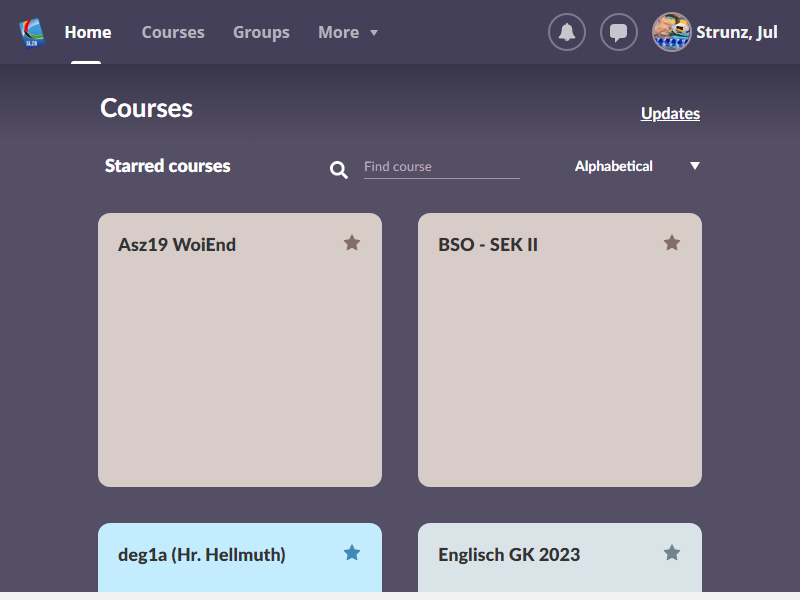 SLZB
Home Courses Groups More Strunz, Jul
Courses
Updates
Starred courses Find course Alphabetical
Asz19 WoiEnd BSO - SEK II
deg1a (Hr. Hellmuth) Englisch GK 2023